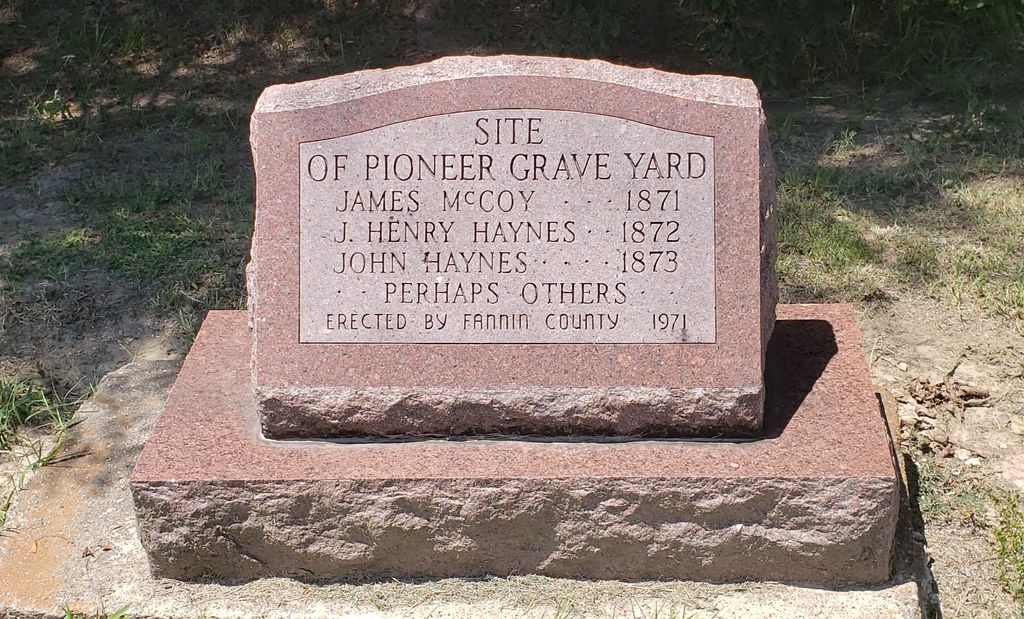 SITE
OF PIONEER GRAVE YARD
JAMES McCOY · · · 1871
J. HENRY HAYNES · · 1872
JOHN HAYNES · · · · 1873
· · PERHAPS OTHERS · ·
ERECTED BY FANNIN COUNTY 1971